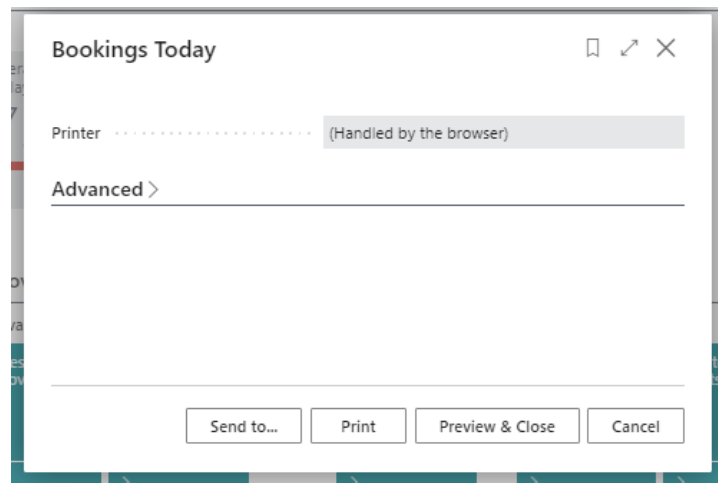 Bookings Today
Printer (Handled by the browser)
Advanced
Send to... Print Preview & Close Cancel